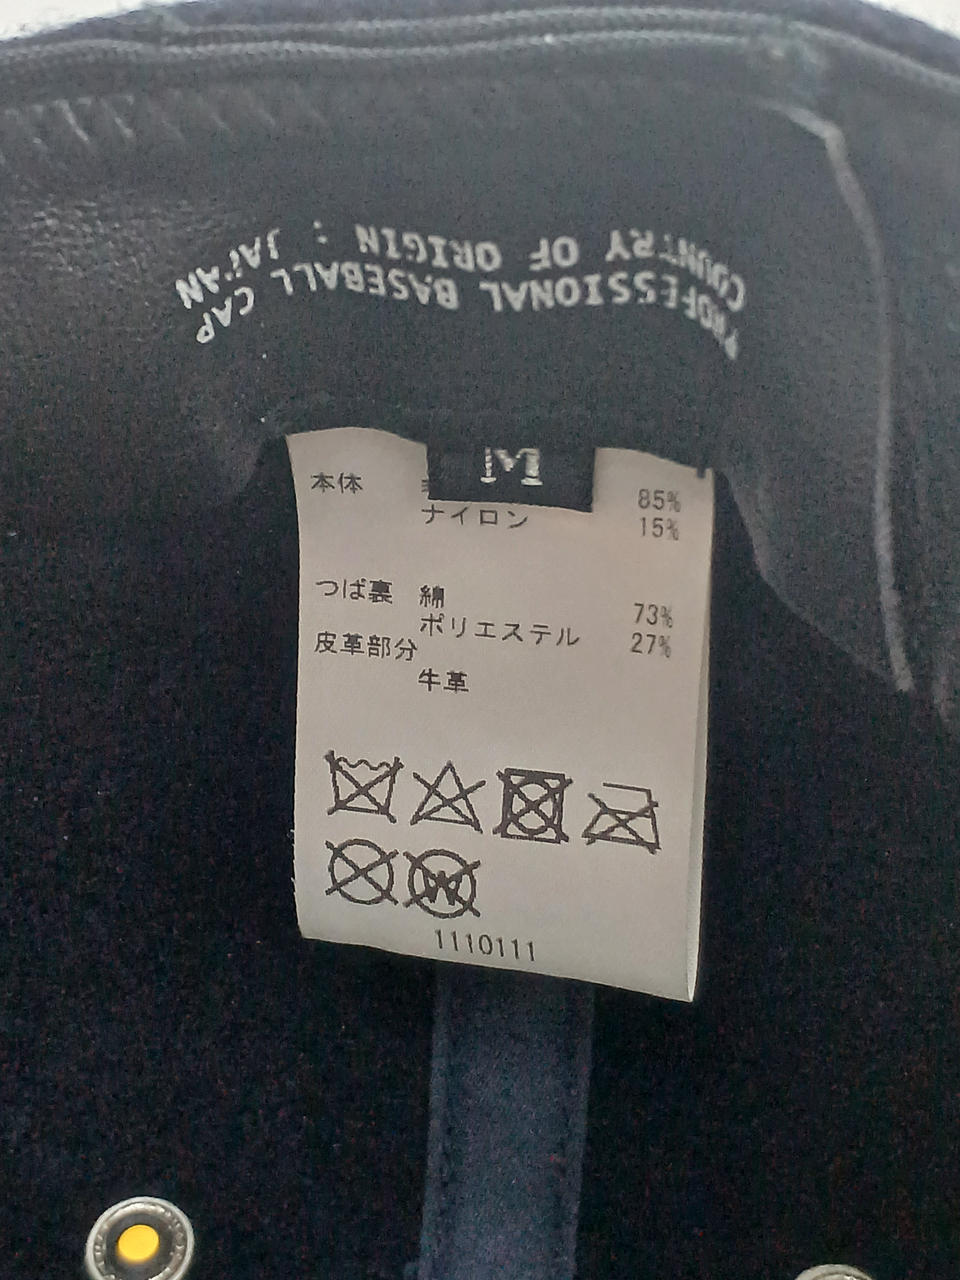 PROFESSIONAL BASEBALL CAP
COUNTRY OF ORIGIN : JAPAN
M
本体 85%
ナイロン 15%
つば裏 綿 73%
ポリエステル 27%
皮革部分
牛革
W
1110111